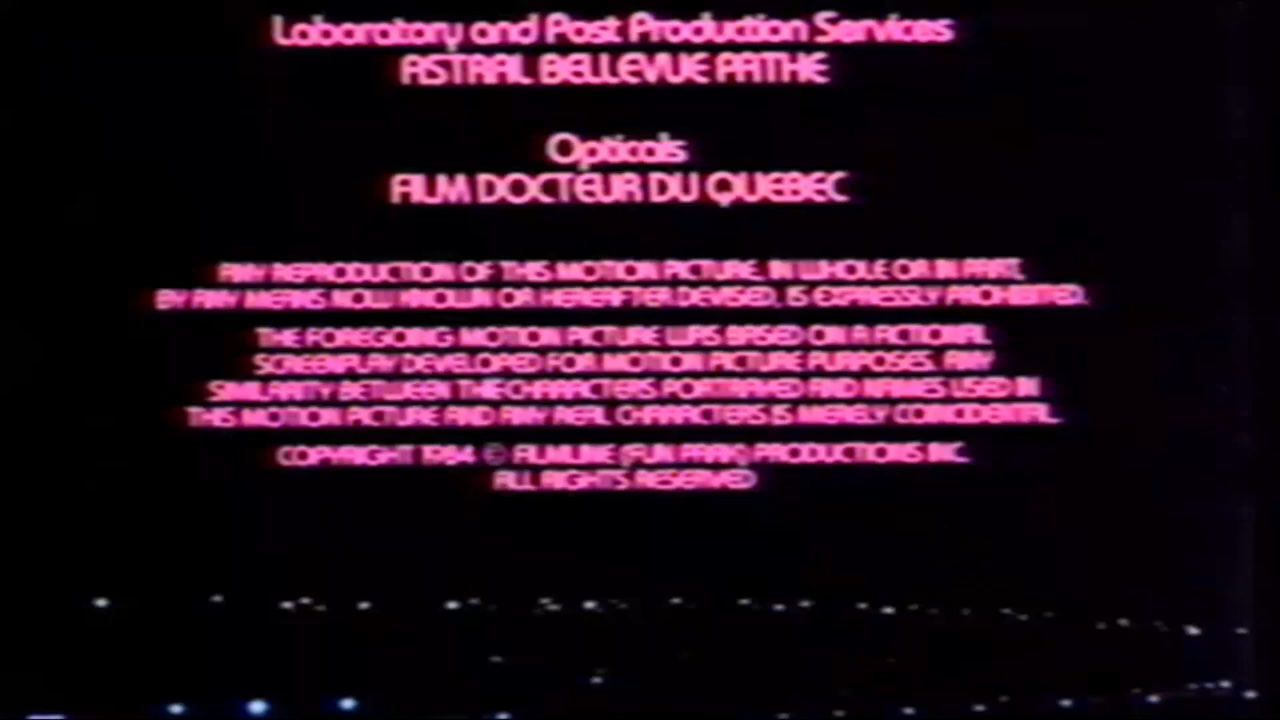 Laboratory and Post Production Services
ASTRAL BELLEVUE PATHE
Opticals
FILM DOCTEUR DU QUEBEC
ANY REPRODUCTION OF THIS MOTION PICTURE, IN WHOLE OR IN PART,
BY ANY MEANS NOW KNOWN OR HEREAFTER DEVISED, IS EXPRESSLY PROHIBITED.
THE FOREGOING MOTION PICTURE WAS BASED ON A FICTIONAL
SCREENPLAY DEVELOPED FOR MOTION PICTURE PURPOSES. ANY
SIMILARITY BETWEEN THE CHARACTERS PORTRAYED AND NAMES USED IN
THIS MOTION PICTURE AND ANY REAL CHARACTERS IS MERELY COINCIDENTAL.
COPYRIGHT 1984 © FILMLINE (FUN PARK) PRODUCTIONS INC.
ALL RIGHTS RESERVED